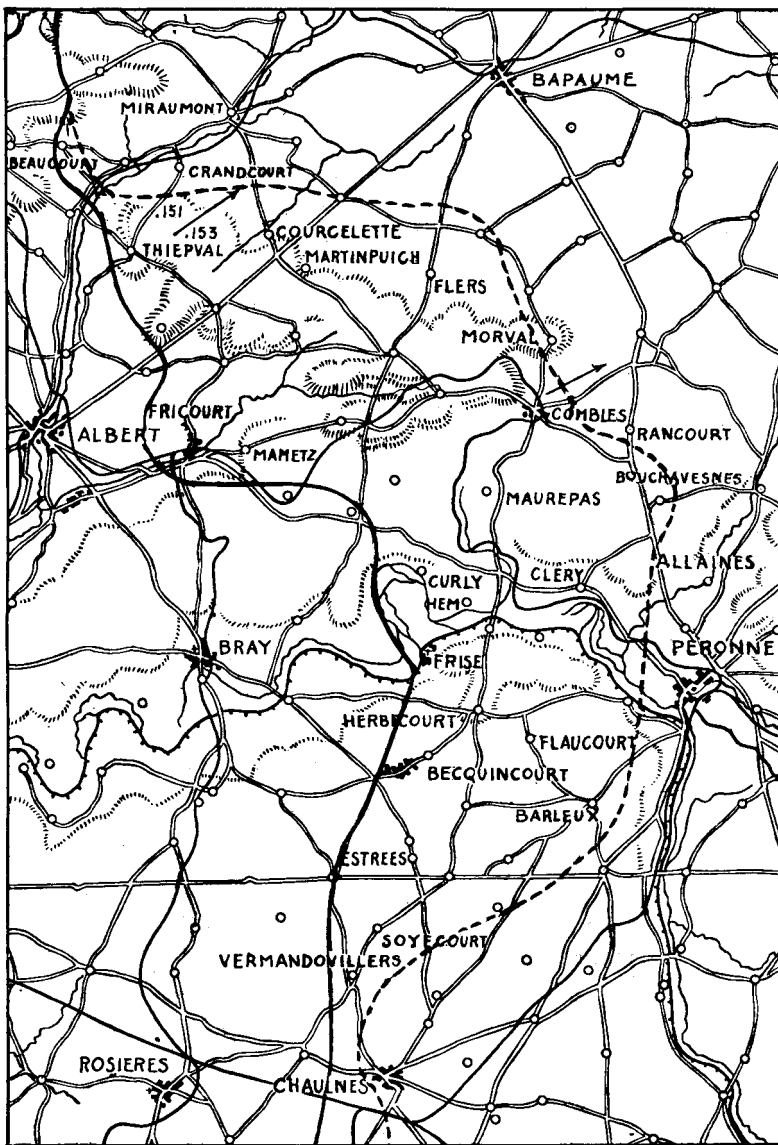 BAPAUME
MIRAUMONT
BEAUCOURT
GRANDCOURT
.151
.153
THIEPVAL
COURGELETTE
MARTINPUICH
FLERS
MORVAL
FRICOURT
ALBERT
COMBLES
RANCOURT
MAMETZ
BOUCHAVESNES
MAUREPAS
ALLAINES
CLERY
CURLY
HEM
BRAY
PERONNE
FRISE
HERBECOURT
FLAUCOURT
BECQUINCOURT
BARLEUX
ESTREES
SOYECOURT
VERMANDOVILLERS
ROSIERES
CHAULNES